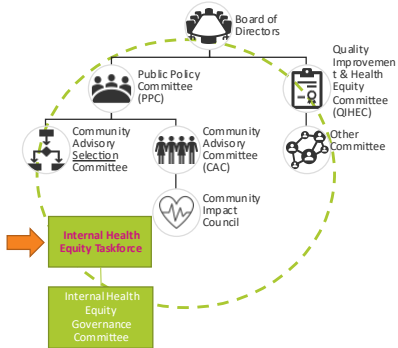 Board of
Directors
Public Policy
Committee
(PPC)
Quality
Improvemen
t & Health
Equity
Committee
(QIHEC)
Community
Advisory
Selection
Committee
Community
Advisory
Committee
(CAC)
Other
Committee
Community
Impact
Council
Internal Health
Equity Taskforce
Internal Health
Equity
Governance
Committee